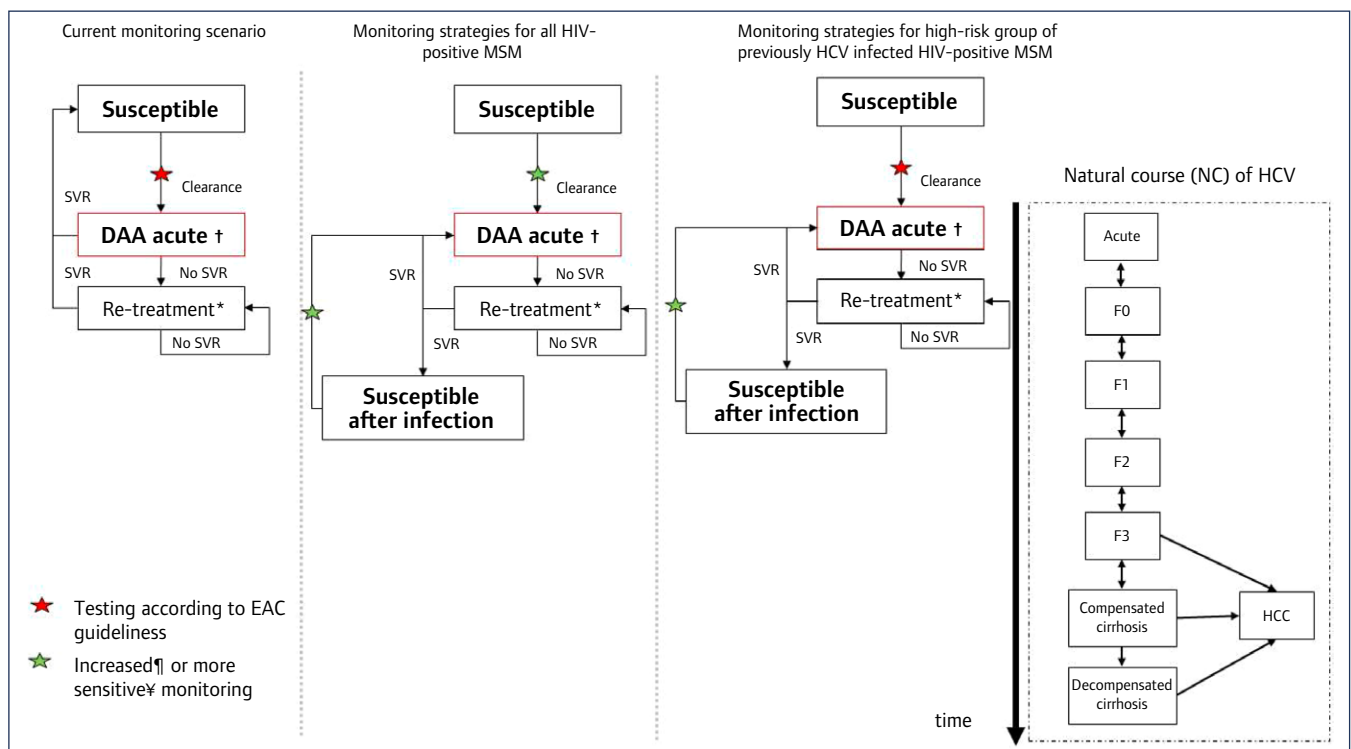 Current monitoring scenario
Susceptible
Clearance
SVR
DAA acute †
SVR
No SVR
Re-treatment*
No SVR
Monitoring strategies for all HIV-
positive MSM
Susceptible
Clearance
DAA acute †
SVR
No SVR
Re-treatment*
SVR
No SVR
Susceptible
after infection
Monitoring strategies for high-risk group of
previously HCV infected HIV-positive MSM
Susceptible
Clearance
DAA acute †
SVR
No SVR
Re-treatment*
SVR
No SVR
Susceptible
after infection
Natural course (NC) of HCV
Acute
F0
F1
F2
F3
Compensated
cirrhosis
HCC
Decompensated
cirrhosis
time
Testing according to EAC
guideliness
Increased¶ or more
sensitive¥ monitoring